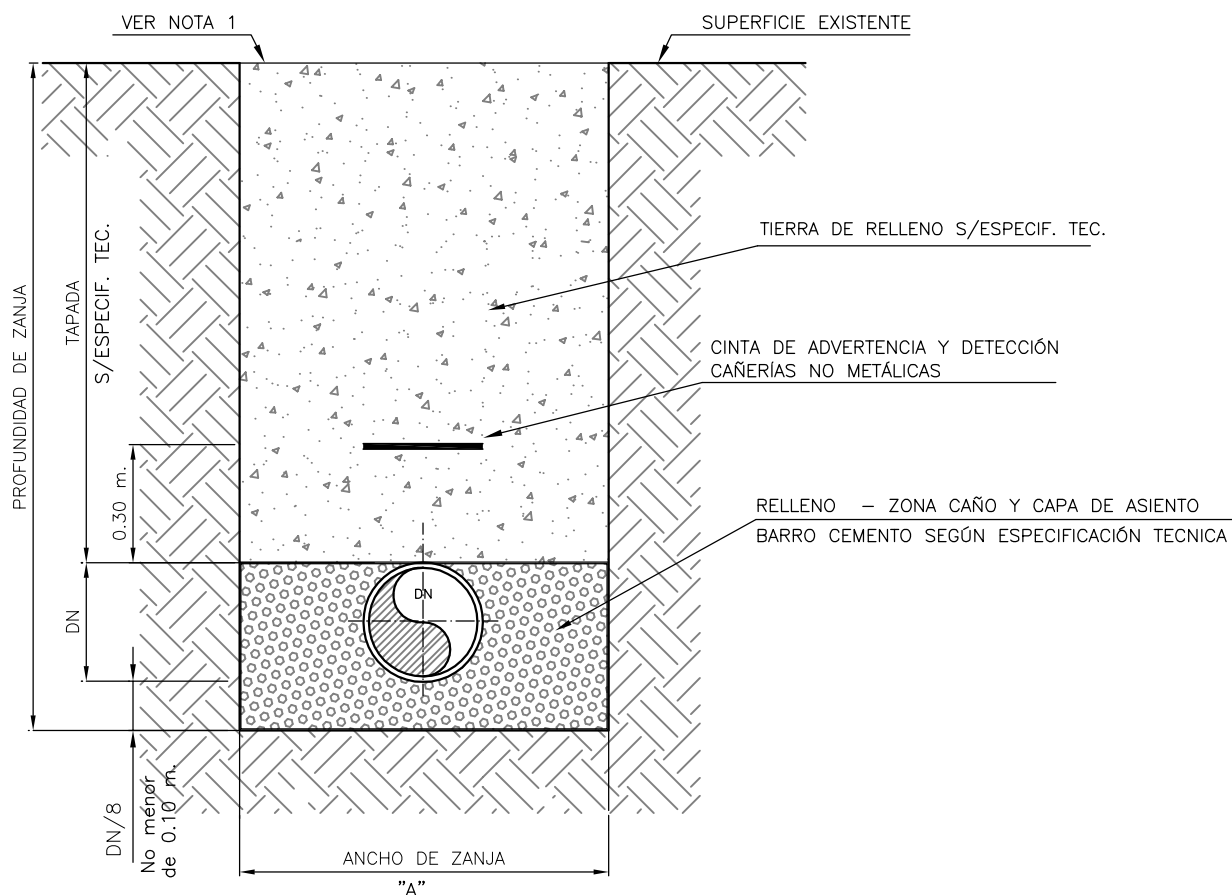 VER NOTA 1
SUPERFICIE EXISTENTE
TIERRA DE RELLENO S/ESPECIF. TEC.
CINTA DE ADVERTENCIA Y DETECCIÓN
CAÑERÍAS NO METÁLICAS
RELLENO – ZONA CAÑO Y CAPA DE ASIENTO
BARRO CEMENTO SEGÚN ESPECIFICACIÓN TECNICA
PROFUNDIDAD DE ZANJA
TAPADA
S/ESPECIF. TEC.
0.30 m.
DN
DN
DN/8
No menor
de 0.10 m.
ANCHO DE ZANJA
"A"